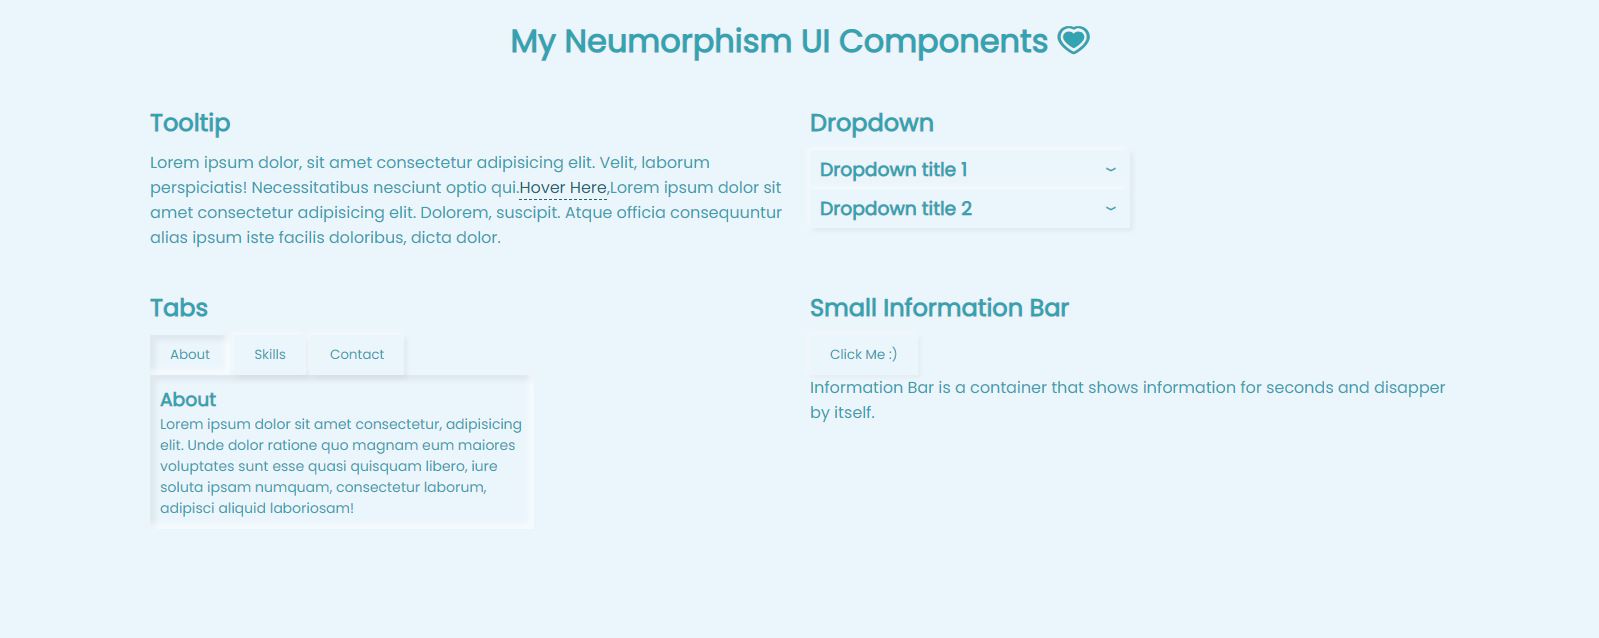 My Neumorphism UI Components
Tooltip
Lorem ipsum dolor, sit amet consectetur adipisicing elit. Velit, laborum
perspiciatis! Necessitatibus nesciunt optio qui.Hover Here,Lorem ipsum dolor sit
amet consectetur adipisicing elit. Dolorem, suscipit. Atque officia consequuntur
alias ipsum iste facilis doloribus, dicta dolor.
Dropdown
Dropdown title 1
Dropdown title 2
Tabs
About Skills Contact
About
Lorem ipsum dolor sit amet consectetur, adipisicing
elit. Unde dolor ratione quo magnam eum maiores
voluptates sunt esse quasi quisquam libero, iure
soluta ipsam numquam, consectetur laborum,
adipisci aliquid laboriosam!
Small Information Bar
Click Me :)
Information Bar is a container that shows information for seconds and disapper
by itself.